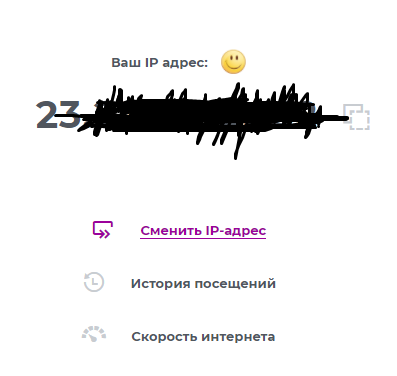 Ваш IP адрес:
23
Сменить IP-адрес
История посещений
Скорость интернета